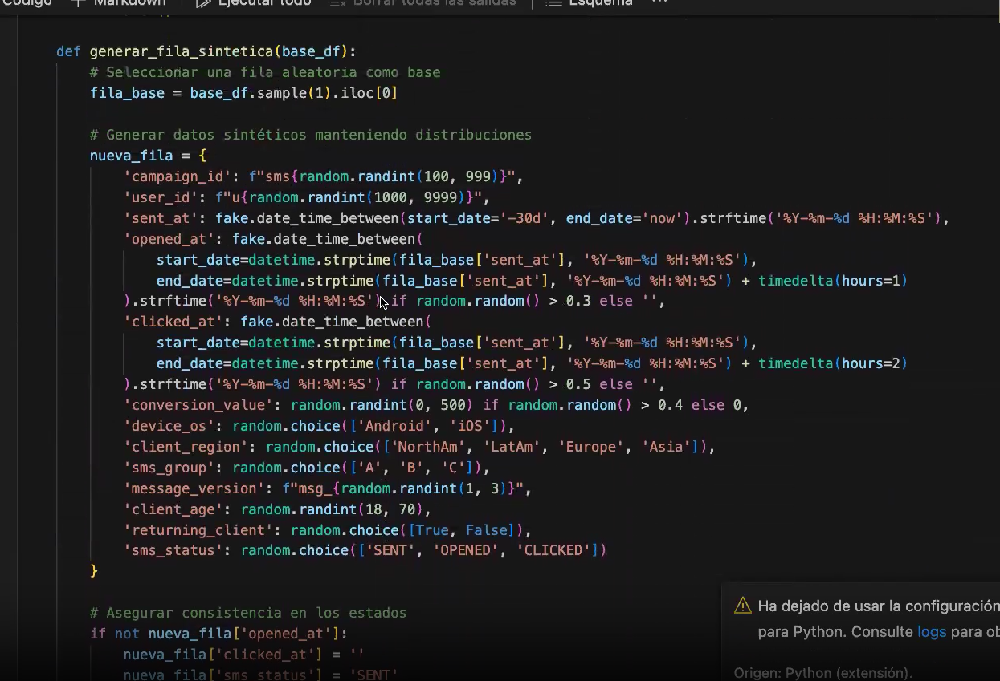 Código + Markdown | Ejecutar todo Borrar todas las salidas | Esquema ...
def generar_fila_sintetica(base_df):
# Seleccionar una fila aleatoria como base
fila_base = base_df.sample(1).iloc[0]
# Generar datos sintéticos manteniendo distribuciones
nueva_fila = {
'campaign_id': f"sms{random.randint(100, 999)}",
'user_id': f"u{random.randint(1000, 9999)}",
'sent_at': fake.date_time_between(start_date='-30d', end_date='now').strftime('%Y-%m-%d %H:%M:%S'),
'opened_at': fake.date_time_between(
start_date=datetime.strptime(fila_base['sent_at'], '%Y-%m-%d %H:%M:%S'),
end_date=datetime.strptime(fila_base['sent_at'], '%Y-%m-%d %H:%M:%S') + timedelta(hours=1)
).strftime('%Y-%m-%d %H:%M:%S') if random.random() > 0.3 else '',
'clicked_at': fake.date_time_between(
start_date=datetime.strptime(fila_base['sent_at'], '%Y-%m-%d %H:%M:%S'),
end_date=datetime.strptime(fila_base['sent_at'], '%Y-%m-%d %H:%M:%S') + timedelta(hours=2)
).strftime('%Y-%m-%d %H:%M:%S') if random.random() > 0.5 else '',
'conversion_value': random.randint(0, 500) if random.random() > 0.4 else 0,
'device_os': random.choice(['Android', 'iOS']),
'client_region': random.choice(['NorthAm', 'LatAm', 'Europe', 'Asia']),
'sms_group': random.choice(['A', 'B', 'C']),
'message_version': f"msg_{random.randint(1, 3)}",
'client_age': random.randint(18, 70),
'returning_client': random.choice([True, False]),
'sms_status': random.choice(['SENT', 'OPENED', 'CLICKED'])
}
# Asegurar consistencia en los estados
if not nueva_fila['opened_at']:
nueva_fila['clicked_at'] = ''
nueva_fila['sms_status'] = 'SENT'
Ha dejado de usar la configuración
para Python. Consulte logs para ob
Origen: Python (extensión).